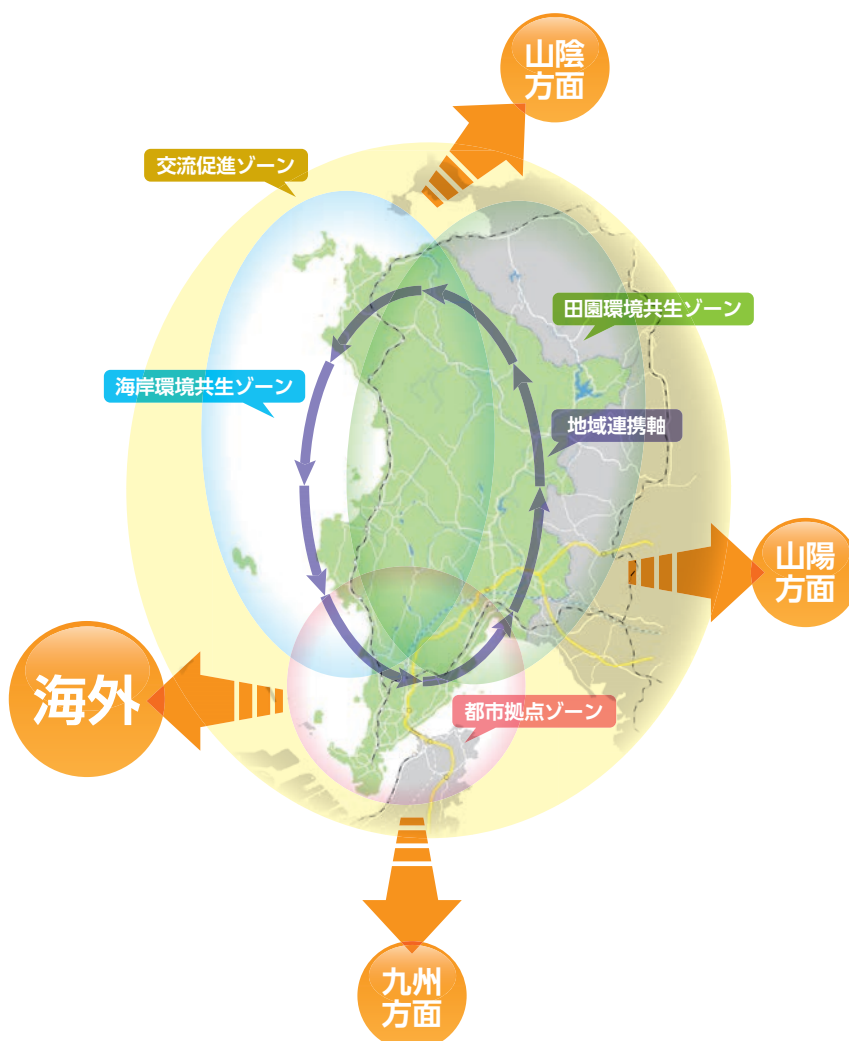 山陰
方面
交流促進ゾーン
田園環境共生ゾーン
海岸環境共生ゾーン
地域連携軸
山陽
方面
海外
都市拠点ゾーン
九州
方面